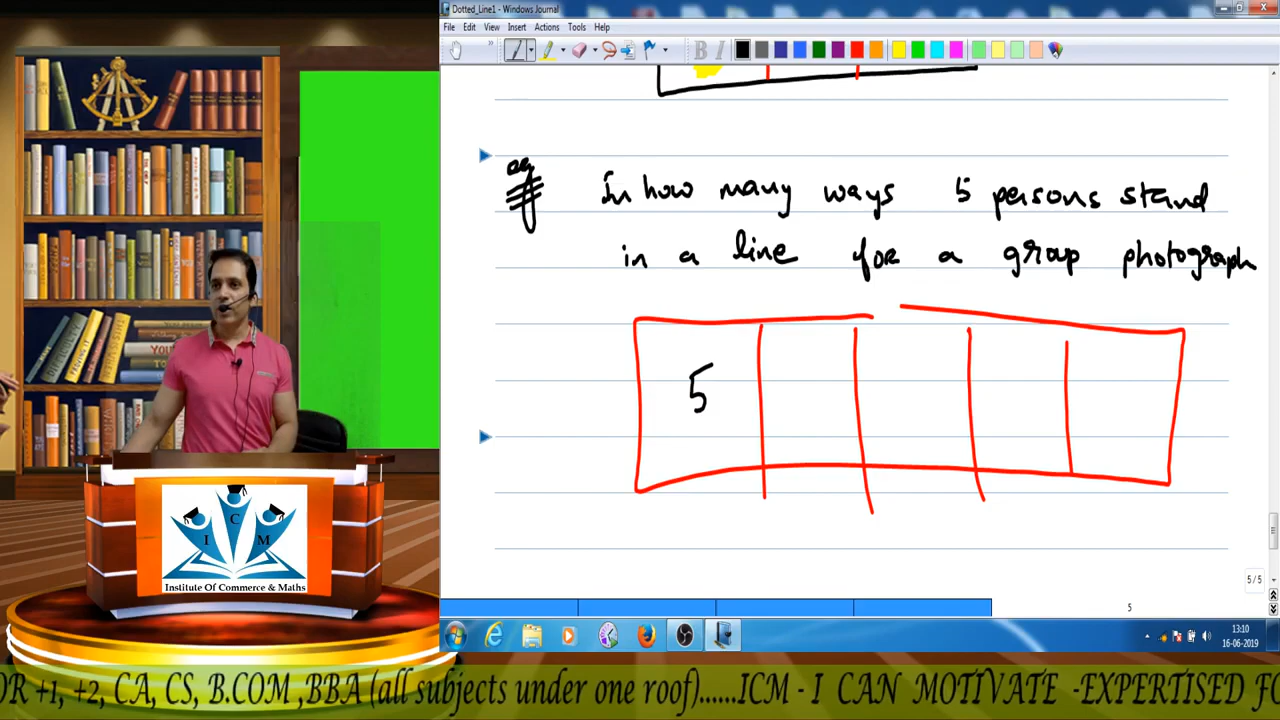 Dotted_Line1 - Windows Journal
File Edit View Insert Actions Tools Help
B I
eg
In how many ways 5 persons stand
in a line for a group photograph
5
I C M
Institute Of Commerce & Maths
5/5
5
13:10
16-06-2019
OR +1, +2, CA, CS, B.COM ,BBA (all subjects under one roof)......ICM - I CAN MOTIVATE -EXPERTISED FO